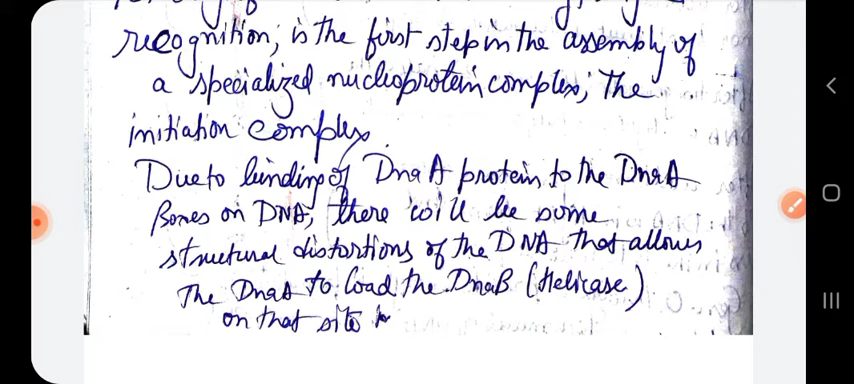 recognition, is the first step in the assembly of
a specialized nucleoprotein complex, The
initiation complex.
Due to binding of DnaA protein to the DnaA
Boxes on DNA, there will be some
structural distortions of the DNA that allows
The DnaA to load the DnaB (Helicase)
on that site